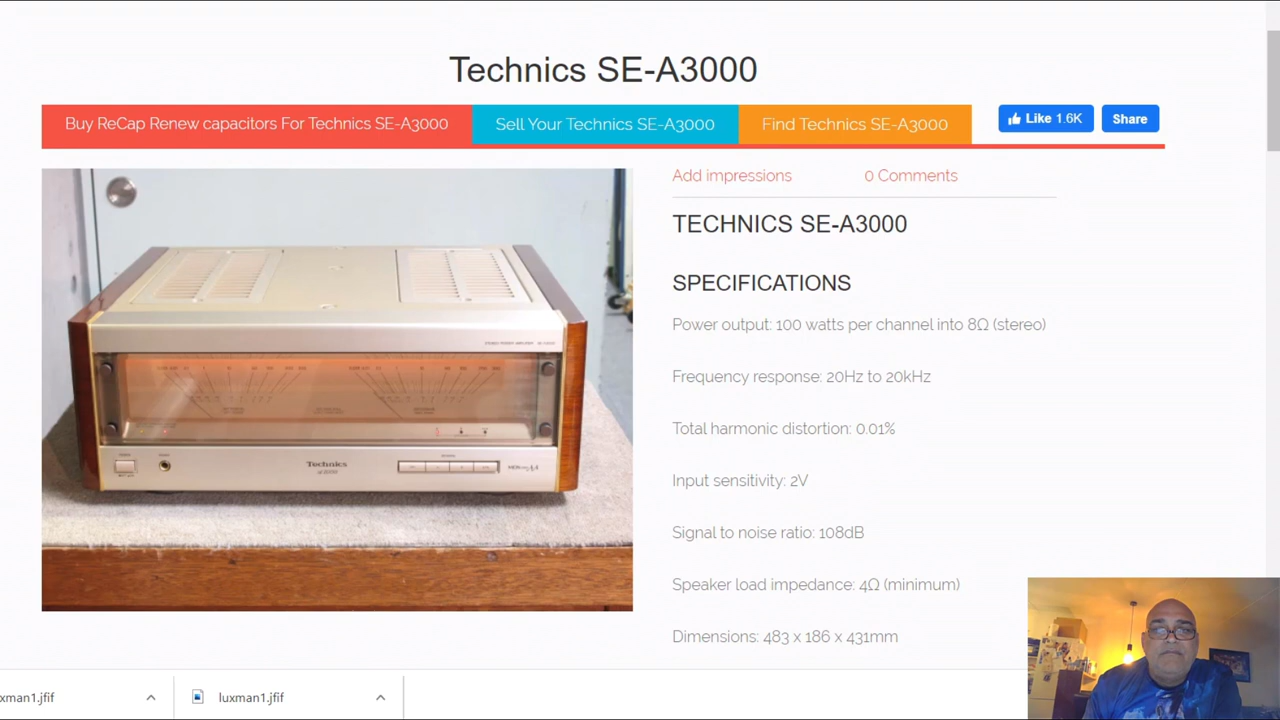 Technics SE-A3000
Buy ReCap Renew capacitors For Technics SE-A3000
Sell Your Technics SE-A3000
Find Technics SE-A3000
Like 1.6K
Share
Add impressions
0 Comments
TECHNICS SE-A3000
SPECIFICATIONS
Power output: 100 watts per channel into 8Ω (stereo)
Frequency response: 20Hz to 20kHz
Total harmonic distortion: 0.01%
Input sensitivity: 2V
Signal to noise ratio: 108dB
Speaker load impedance: 4Ω (minimum)
Dimensions: 483 x 186 x 431mm
Technics
xman1.jfif
luxman1.jfif